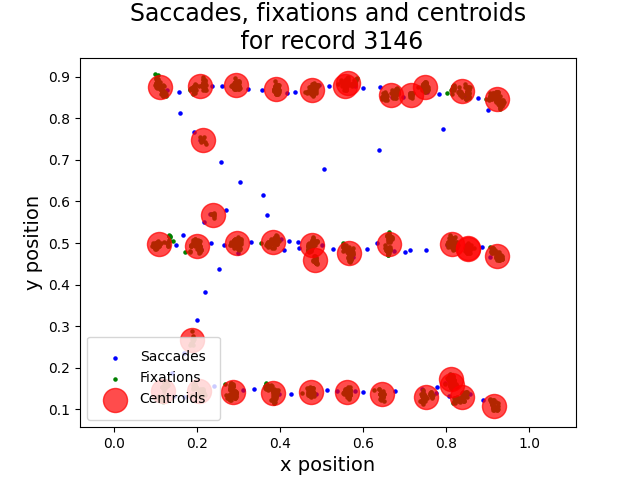 Saccades, fixations and centroids
for record 3146
0.9
0.8
0.7
0.6
0.5
0.4
0.3
0.2
0.1
y position
Saccades
Fixations
Centroids
0.0
0.2
0.4
0.6
0.8
1.0
x position